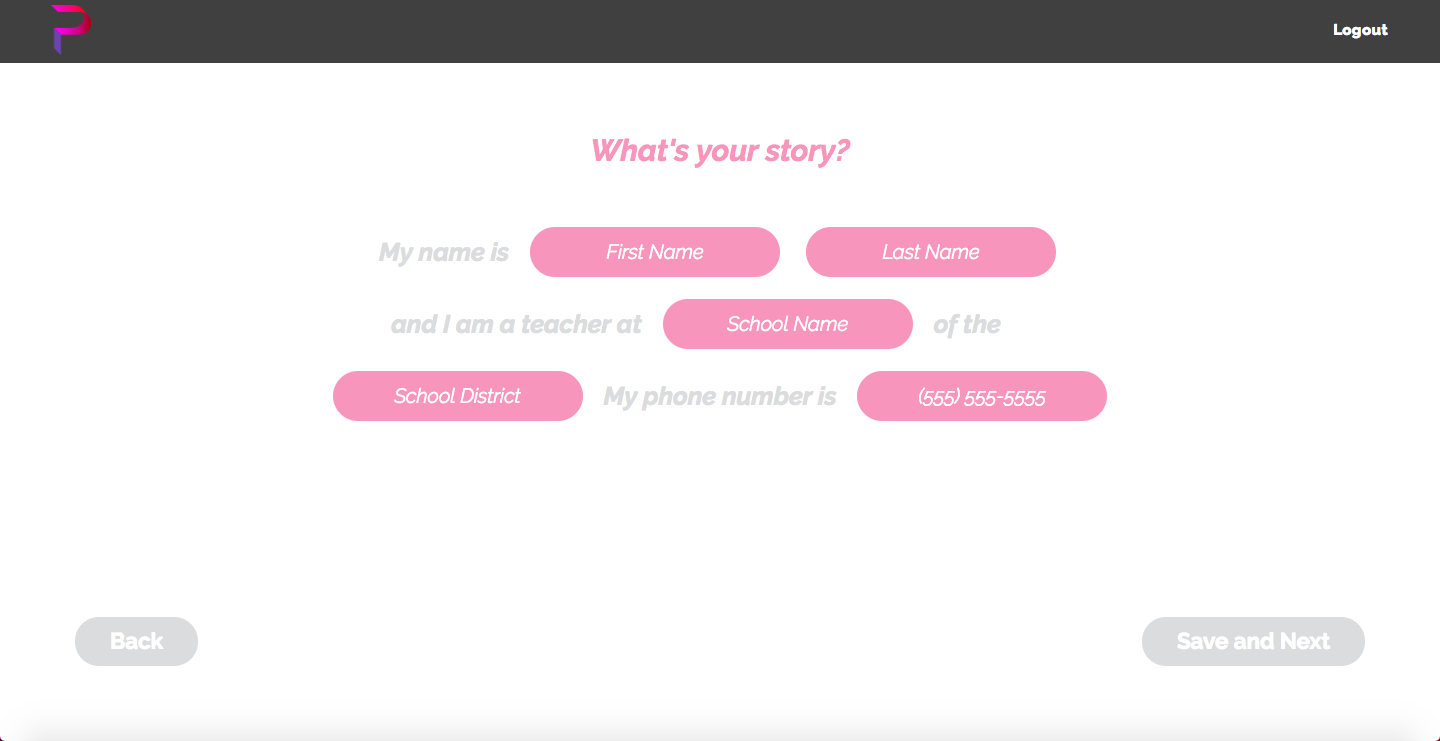 Logout
What's your story?
My name is First Name Last Name
and I am a teacher at School Name of the
School District My phone number is (555) 555-5555
Back Save and Next